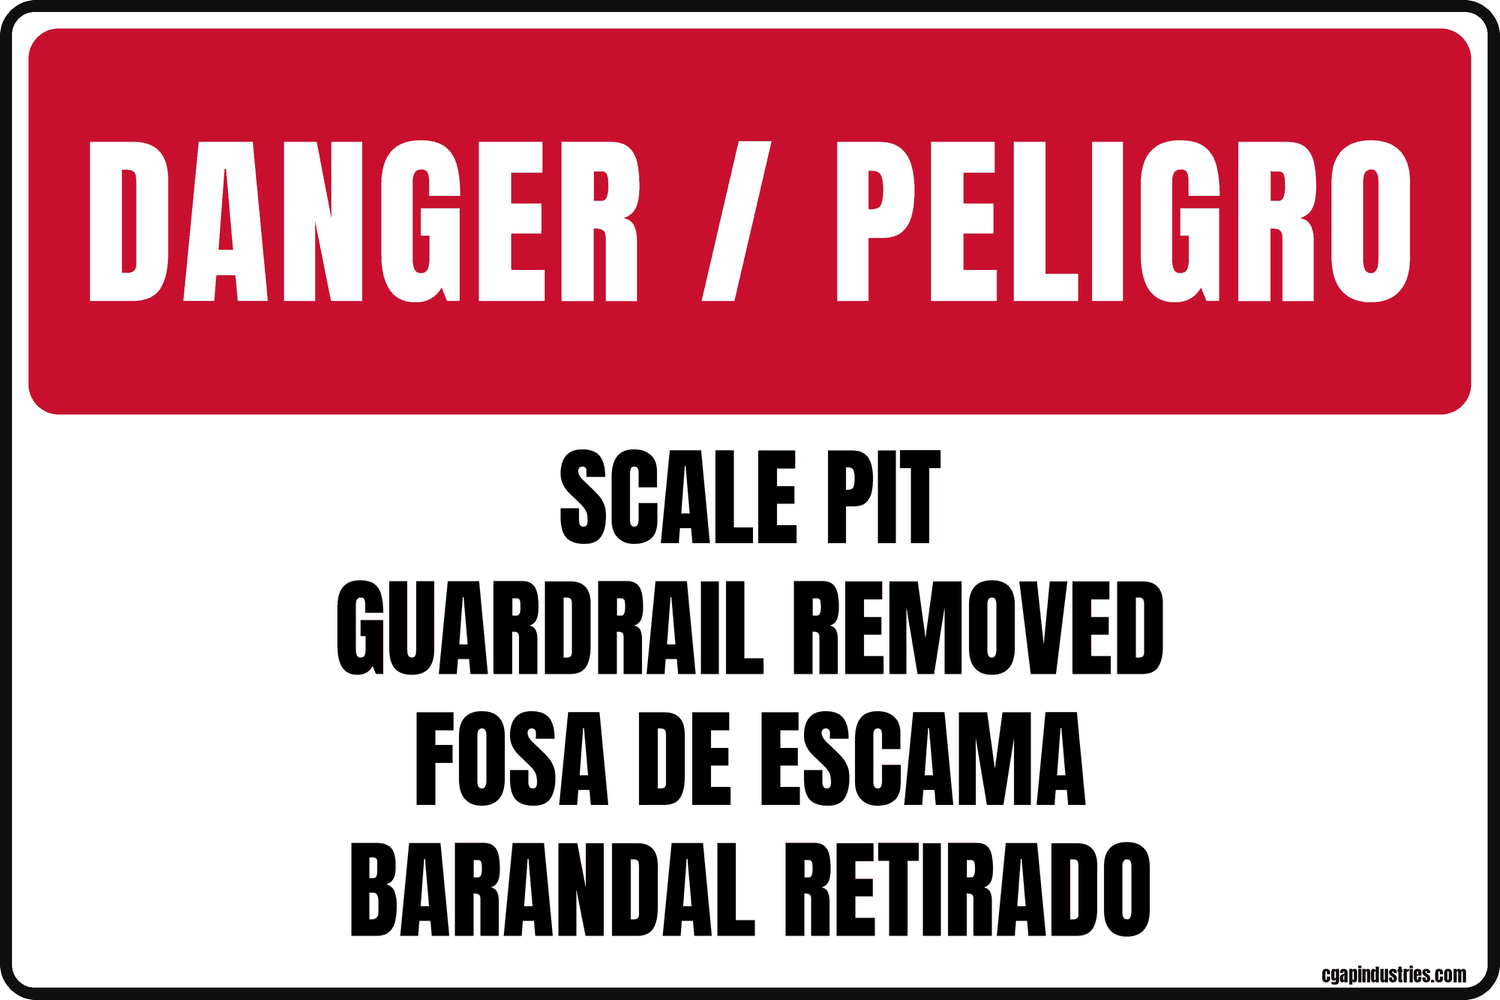 DANGER / PELIGRO
SCALE PIT
GUARDRAIL REMOVED
FOSA DE ESCAMA
BARANDAL RETIRADO
cgapindustries.com